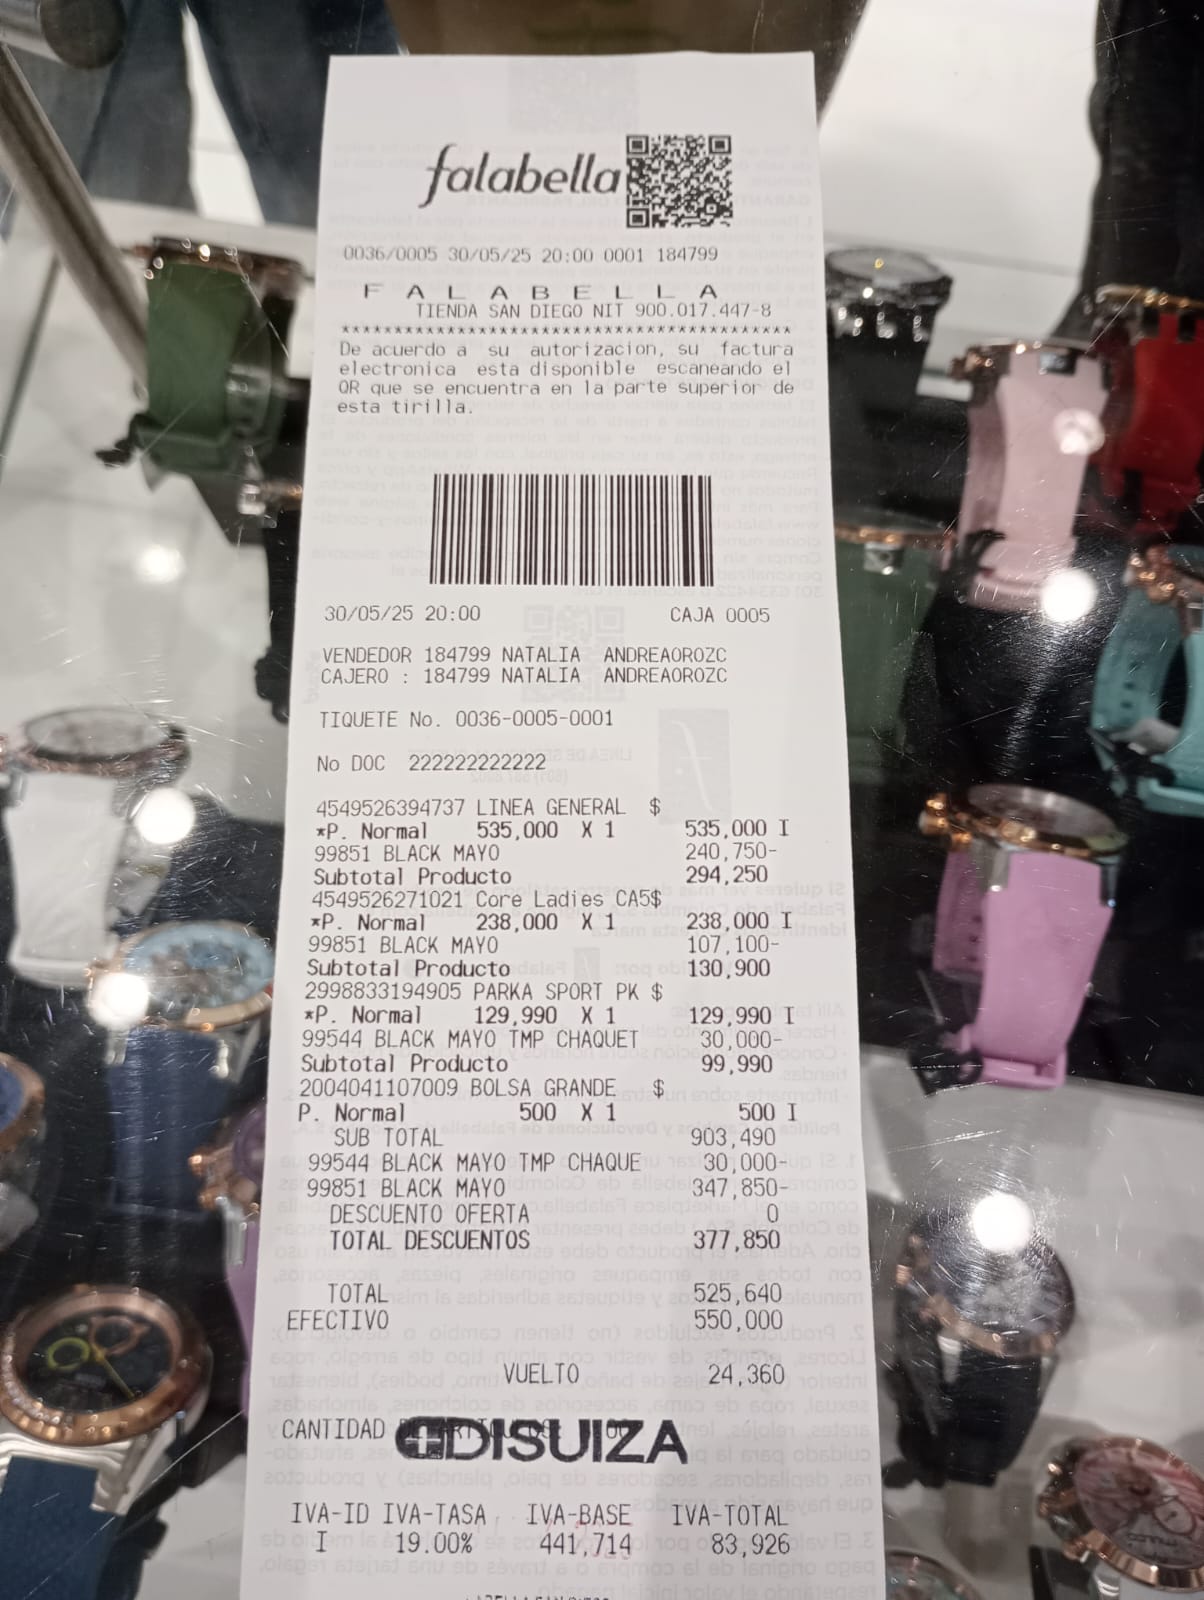 falabella
0036/0005 30/05/25 20:00 0001 184799
F A L A B E L L A
TIENDA SAN DIEGO NIT 900.017.447-8
******************************************
De acuerdo a su autorizacion, su factura
electronica esta disponible escaneando el
QR que se encuentra en la parte superior de
esta tirilla.
30/05/25 20:00 CAJA 0005
VENDEDOR 184799 NATALIA ANDREAOROZC
CAJERO : 184799 NATALIA ANDREAOROZC
TIQUETE No. 0036-0005-0001
No DOC 222222222222
4549526394737 LINEA GENERAL $
*P. Normal 535,000 X 1 535,000 I
99851 BLACK MAYO 240,750-
Subtotal Producto 294,250
4549526271021 Core Ladies CA5$
*P. Normal 238,000 X 1 238,000 I
99851 BLACK MAYO 107,100-
Subtotal Producto 130,900
2998833194905 PARKA SPORT PK $
*P. Normal 129,990 X 1 129,990 I
99544 BLACK MAYO TMP CHAQUET 30,000-
Subtotal Producto 99,990
2004041107009 BOLSA GRANDE $
P. Normal 500 X 1 500 I
SUB TOTAL 903,490
99544 BLACK MAYO TMP CHAQUE 30,000-
99851 BLACK MAYO 347,850-
DESCUENTO OFERTA 0
TOTAL DESCUENTOS 377,850
TOTAL 525,640
EFECTIVO 550,000
VUELTO 24,360
CANTIDAD
DISUIZA
IVA-ID IVA-TASA IVA-BASE IVA-TOTAL
I 19.00% 441,714 83,926